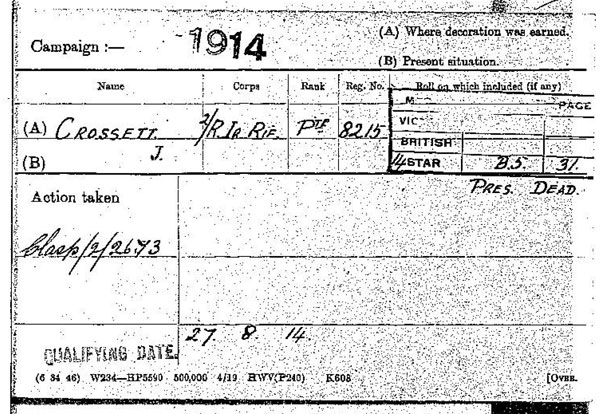 Campaign :— 1914
(A) Where decoration was earned.
(B) Present situation.
Name Corps Rank Reg. No. Roll on which included (if any)
M PAGE
(A) CROSSETT 2/R. Ir. Rif. Pte 8215
VIC
BRITISH
(B) J.
14 STAR B.5. 31.
PRES. DEAD.
Action taken
Clasp/2/2673
27. 8. 14.
QUALIFYING DATE.
(6 34 46) W234—HP5590 500,000 4/19 HWV(P240) K608 [OVER.